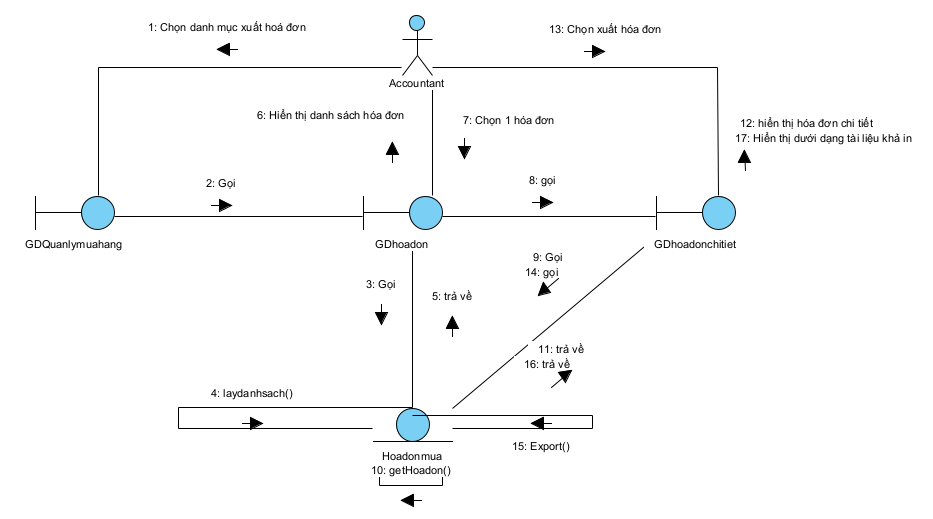 1: Chọn danh mục xuất hoá đơn
13: Chọn xuất hóa đơn
Accountant
6: Hiển thị danh sách hóa đơn
7: Chọn 1 hóa đơn
12: hiển thị hóa đơn chi tiết
17: Hiển thị dưới dạng tài liệu khả in
2: Gọi
8: gọi
GDQuanlymuahang
GDhoadon
GDhoadonchitiet
9: Gọi
14: gọi
3: Gọi
5: trả về
11: trả về
16: trả về
4: laydanhsach()
15: Export()
Hoadonmua
10: getHoadon()